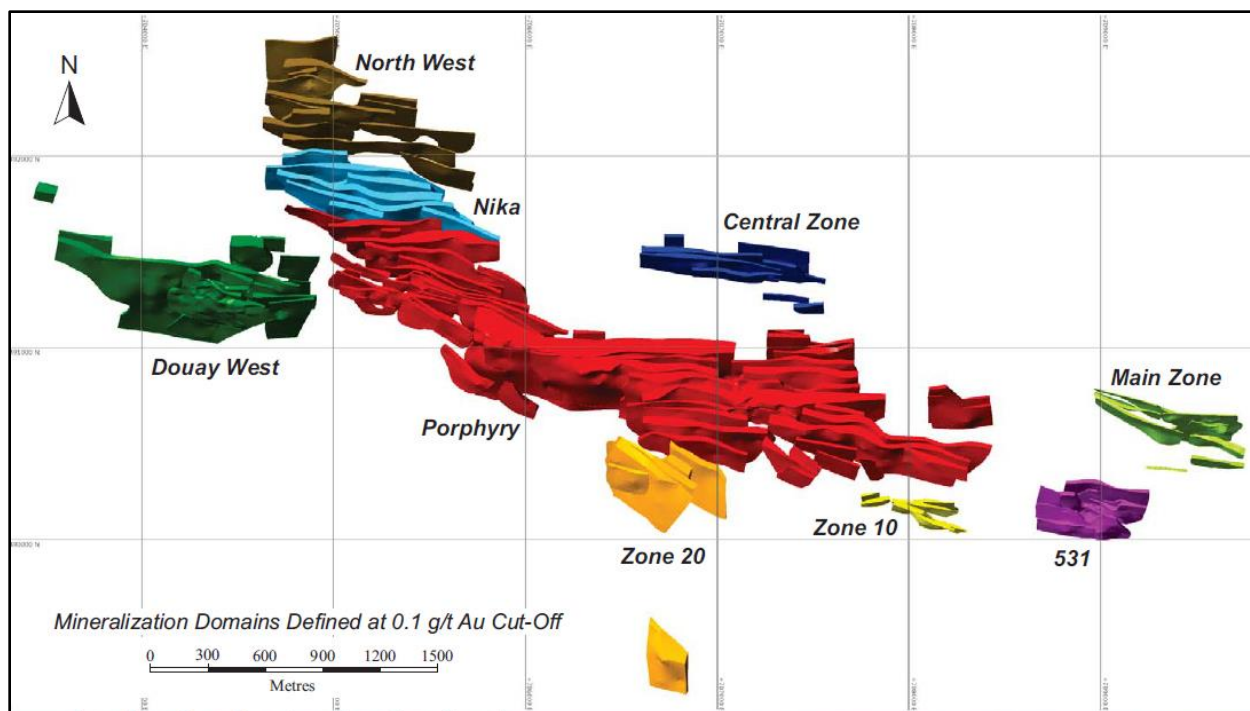 North West
N
Nika
Central Zone
Douay West
Main Zone
Porphyry
Zone 10
Zone 20
531
Mineralization Domains Defined at 0.1 g/t Au Cut-Off
0 300 600 900 1200 1500
Metres